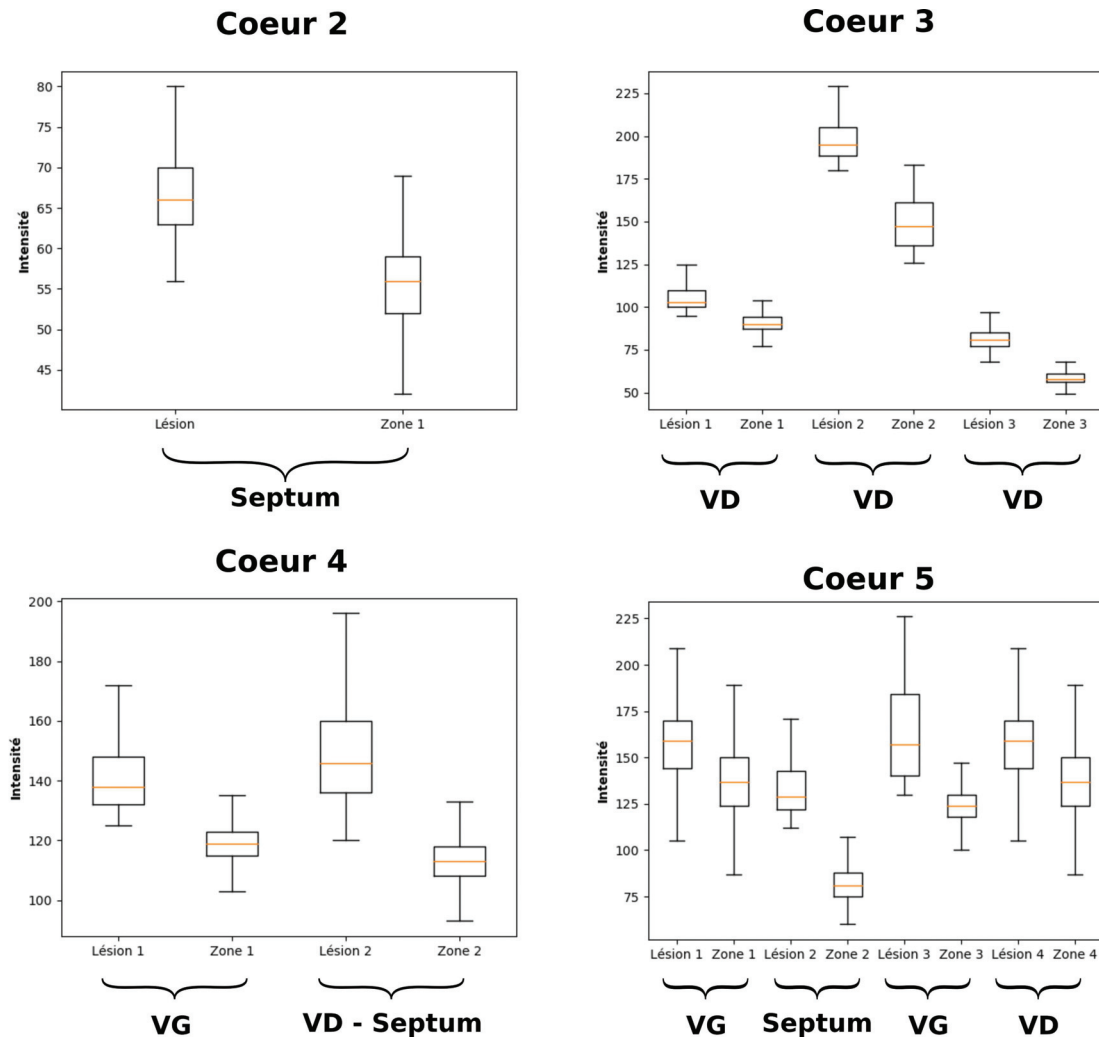 Coeur 2
80
75
70
65
60
55
50
45
Intensité
Lésion Zone 1
Septum
Coeur 3
225
200
175
150
125
100
75
50
Intensité
Lésion 1 Zone 1 Lésion 2 Zone 2 Lésion 3 Zone 3
VD VD VD
Coeur 4
200
180
160
140
120
100
Intensité
Lésion 1 Zone 1 Lésion 2 Zone 2
VG VD - Septum
Coeur 5
225
200
175
150
125
100
75
Intensité
Lésion 1 Zone 1 Lésion 2 Zone 2 Lésion 3 Zone 3 Lésion 4 Zone 4
VG Septum VG VD